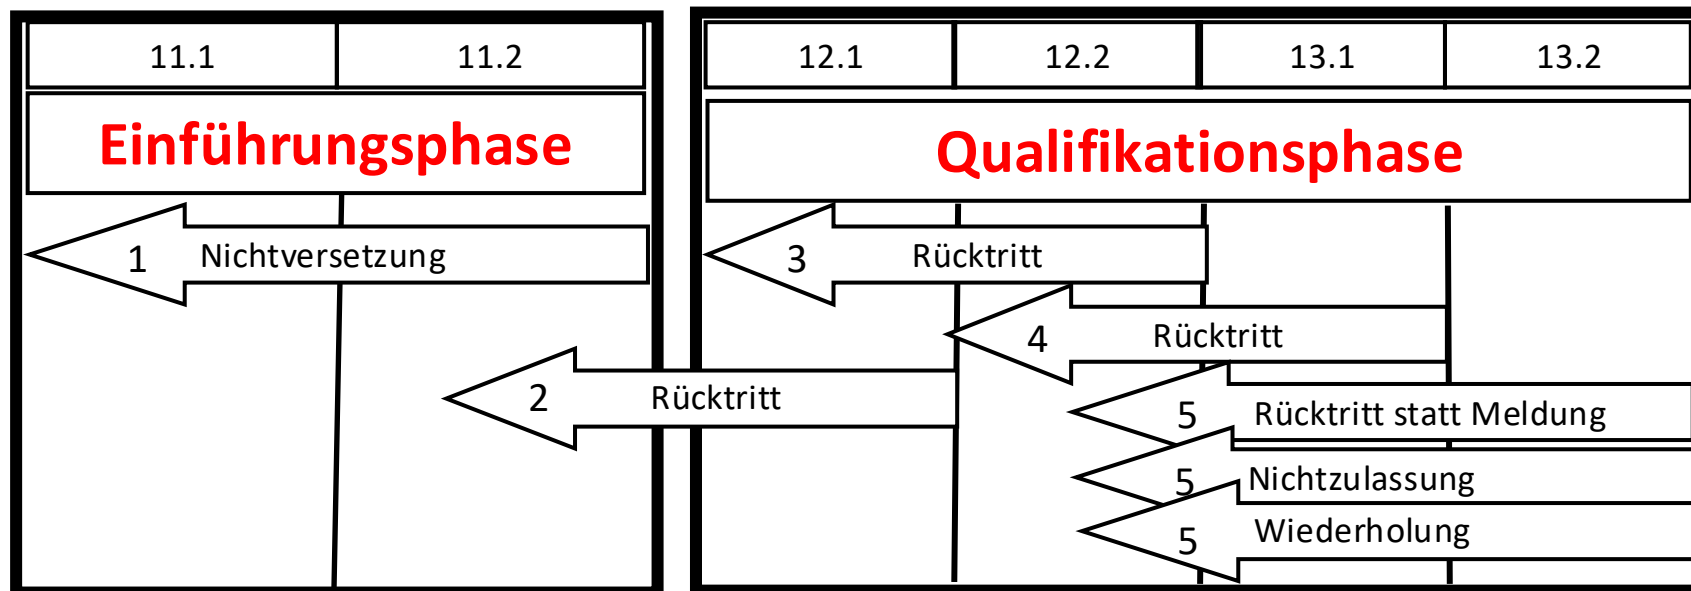 11.1 11.2 12.1 12.2 13.1 13.2
Einführungsphase Qualifikationsphase
1 Nichtversetzung 3 Rücktritt
4 Rücktritt
2 Rücktritt 5 Rücktritt statt Meldung
5 Nichtzulassung
5 Wiederholung